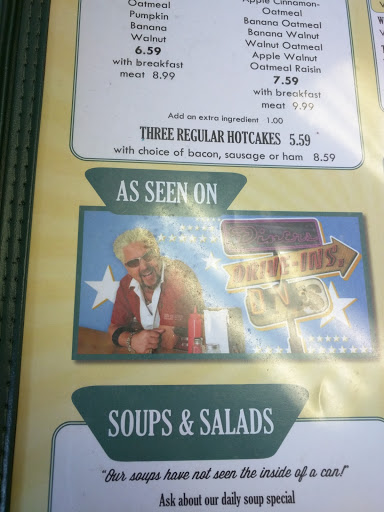 Oatmeal
Pumpkin
Banana
Walnut
6.59
with breakfast
meat 8.99
Apple Cinnamon-
Oatmeal
Banana Oatmeal
Banana Walnut
Walnut Oatmeal
Apple Walnut
Oatmeal Raisin
7.59
with breakfast
meat 9.99
Add an extra ingredient 1.00
THREE REGULAR HOTCAKES 5.59
with choice of bacon, sausage or ham 8.59
AS SEEN ON
DRIVE-INS,
SOUPS & SALADS
"Our soups have not seen the inside of a can!"
Ask about our daily soup special